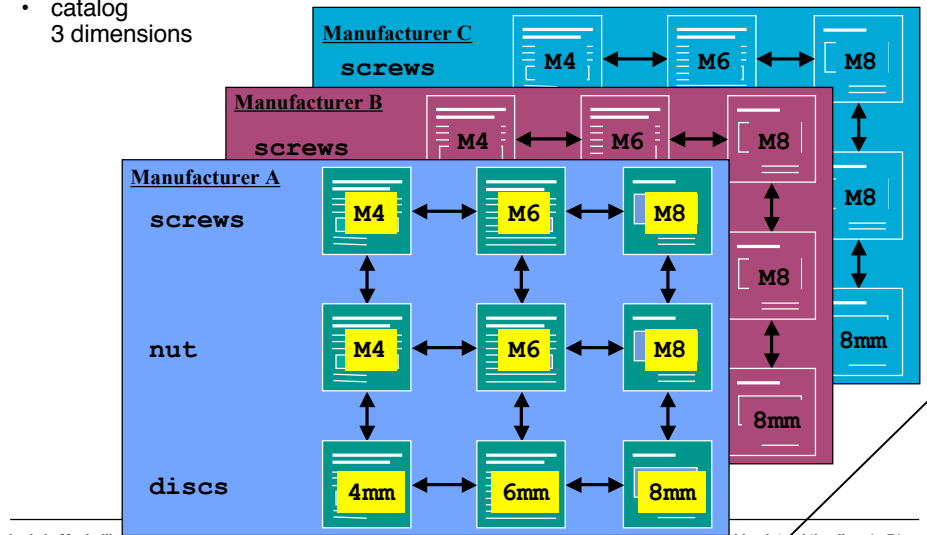 • catalog
3 dimensions
Manufacturer C
screws M4 M6 M8
M8
8mm
Manufacturer B
screws M4 M6 M8
M8
8mm
Manufacturer A
screws M4 M6 M8
nut M4 M6 M8
discs 4mm 6mm 8mm